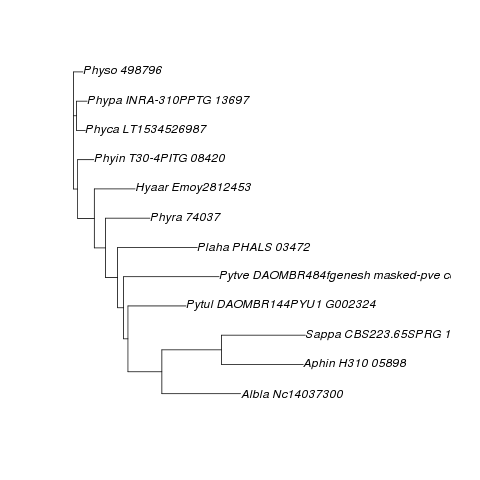 Physo 498796
Phypa INRA-310PPTG 13697
Phyca LT1534526987
Phyin T30-4PITG 08420
Hyaar Emoy2812453
Phyra 74037
Plaha PHALS 03472
Pytve DAOMBR484fgenesh masked-pve c
Pytul DAOMBR144PYU1 G002324
Sappa CBS223.65SPRG 1
Aphin H310 05898
Albla Nc14037300